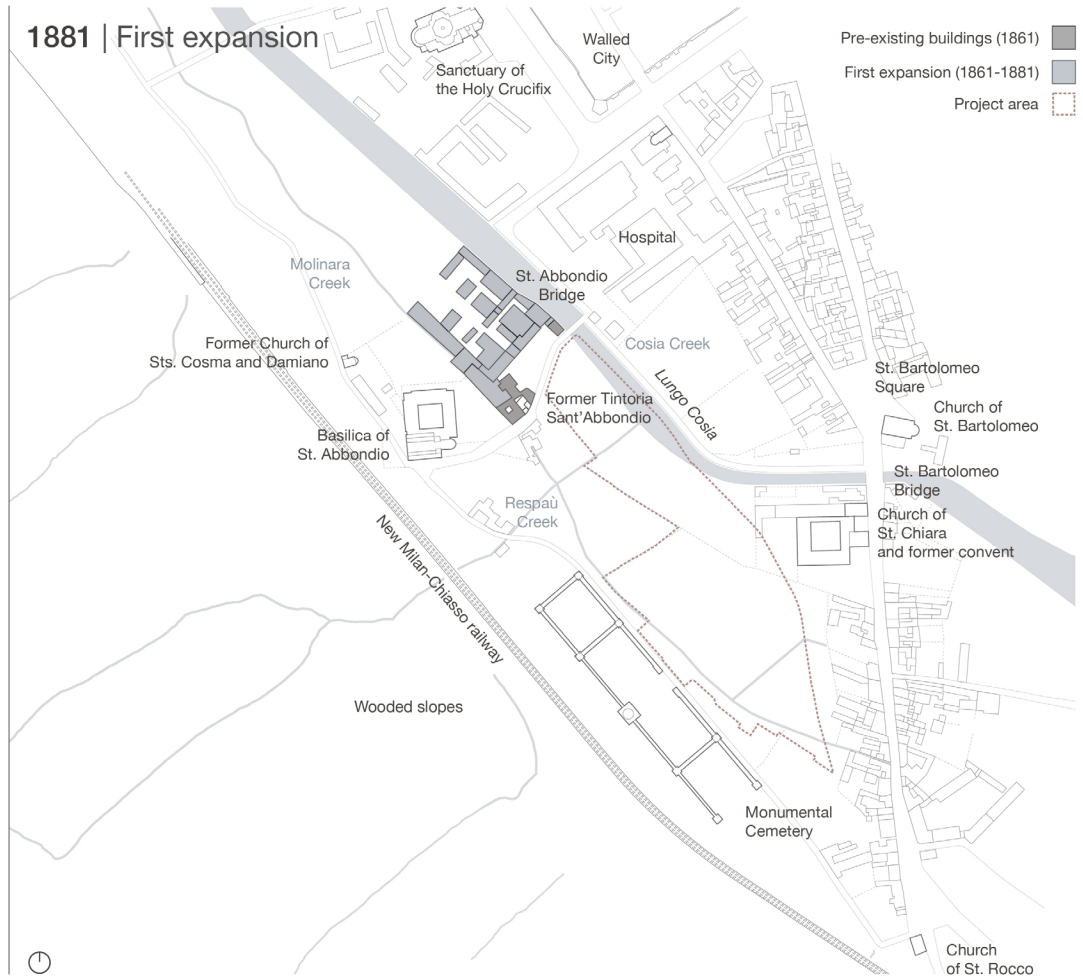 1881 | First expansion
Pre-existing buildings (1861)
First expansion (1861-1881)
Project area
Walled
City
Sanctuary of
the Holy Crucifix
Hospital
Molinara
Creek
St. Abbondio
Bridge
Former Church of
Sts. Cosma and Damiano
Cosia Creek
Lungo Cosia
St. Bartolomeo
Square
Former Tintoria
Sant'Abbondio
Church of
St. Bartolomeo
Basilica of
St. Abbondio
St. Bartolomeo
Bridge
Respaù
Creek
Church of
St. Chiara
and former convent
New Milan-Chiasso railway
Wooded slopes
Monumental
Cemetery
Church
of St. Rocco